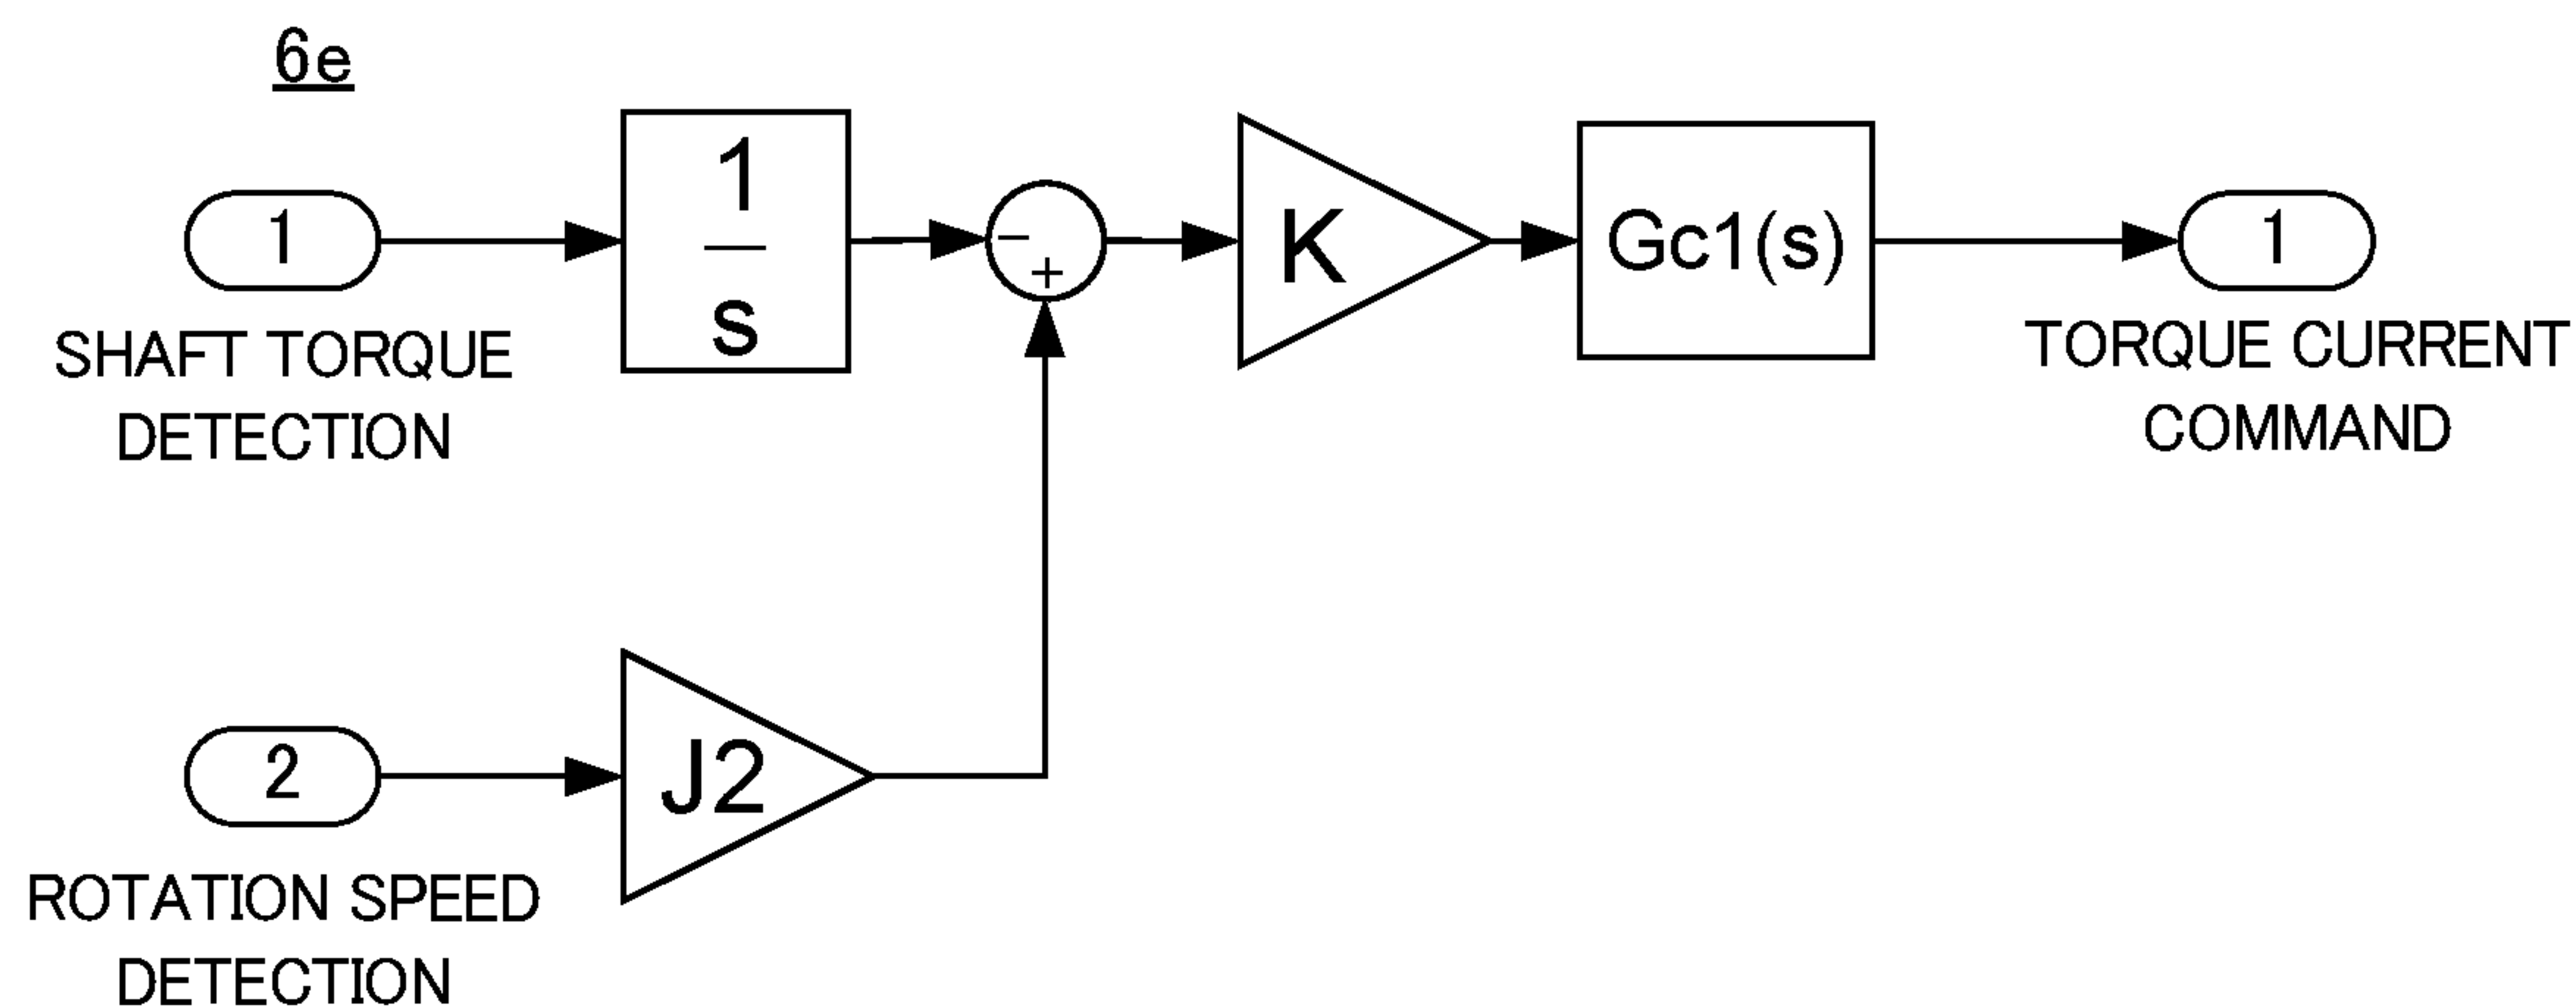 6e
1
SHAFT TORQUE
DETECTION
1
s
−
+
K
Gc1(s)
1
TORQUE CURRENT
COMMAND
2
ROTATION SPEED
DETECTION
J2